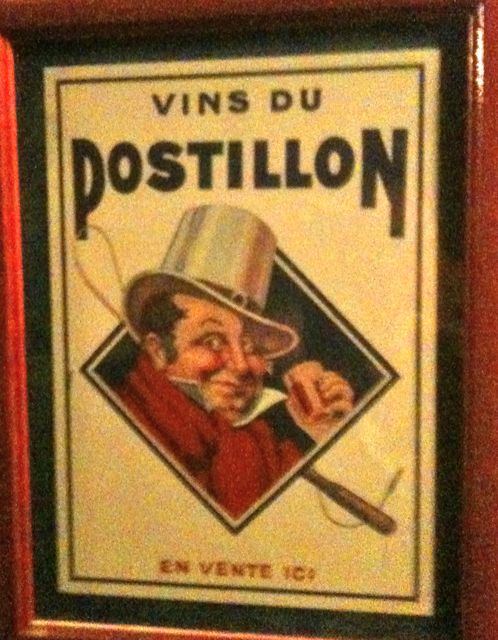 VINS DU
POSTILLON
EN VENTE ICI